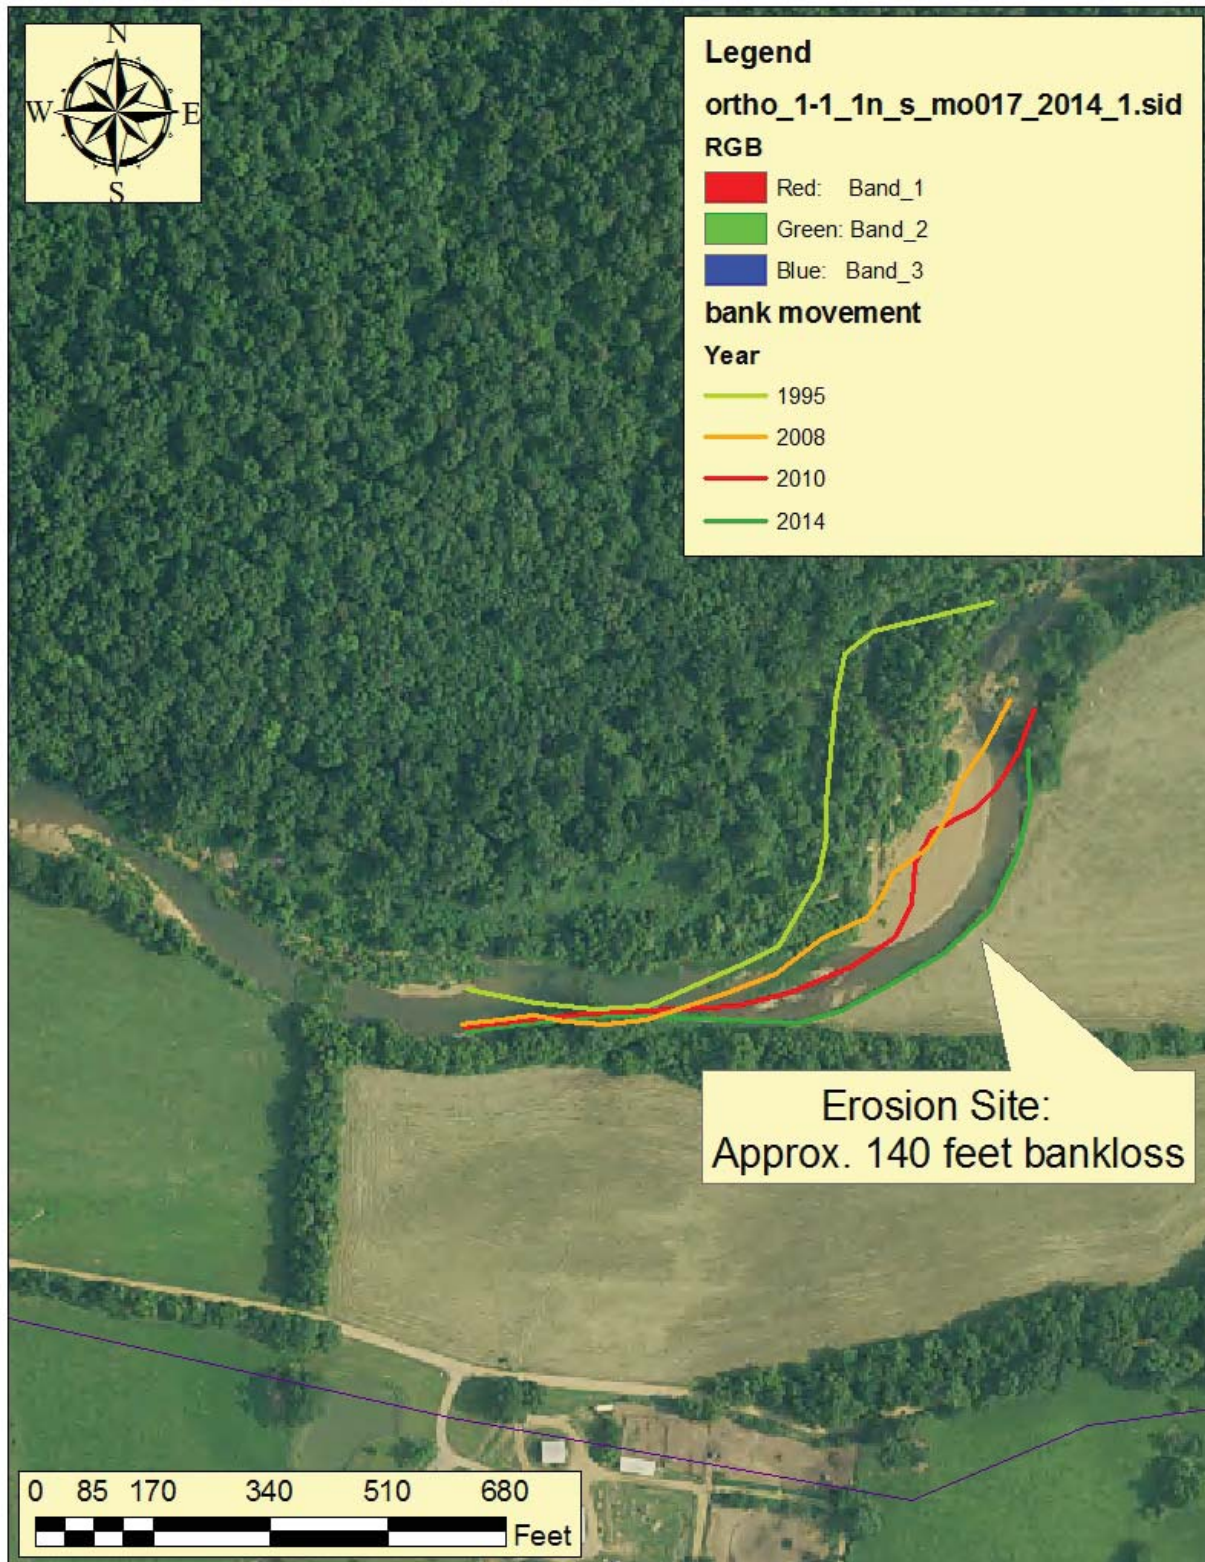 N
W E
S
Legend
ortho_1-1_1n_s_mo017_2014_1.sid
RGB
Red: Band_1
Green: Band_2
Blue: Band_3
bank movement
Year
1995
2008
2010
2014
Erosion Site:
Approx. 140 feet bankloss
0 85 170 340 510 680
Feet